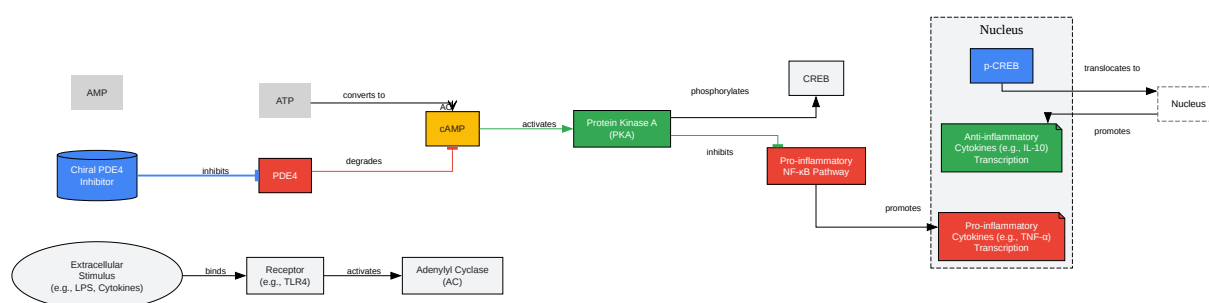 Nucleus
p-CREB
translocates to
CREB
phosphorylates
AMP
ATP
converts to
AC
cAMP
activates
Protein Kinase A
(PKA)
inhibits
Nucleus
promotes
Anti-inflammatory
Cytokines (e.g., IL-10)
Transcription
Chiral PDE4
Inhibitor
inhibits
PDE4
degrades
Pro-inflammatory
NF-κB Pathway
promotes
Pro-inflammatory
Cytokines (e.g., TNF-α)
Transcription
Extracellular
Stimulus
(e.g., LPS, Cytokines)
binds
Receptor
(e.g., TLR4)
activates
Adenylyl Cyclase
(AC)